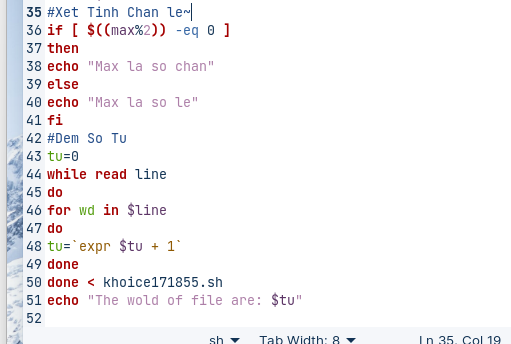 35 #Xet Tinh Chan le~
36 if [ $((max%2)) -eq 0 ]
37 then
38 echo "Max la so chan"
39 else
40 echo "Max la so le"
41 fi
42 #Dem So Tu
43 tu=0
44 while read line
45 do
46 for wd in $line
47 do
48 tu=`expr $tu + 1`
49 done
50 done < khoice171855.sh
51 echo "The wold of file are: $tu"
52
sh Tab Width: 8 Ln 35, Col 19